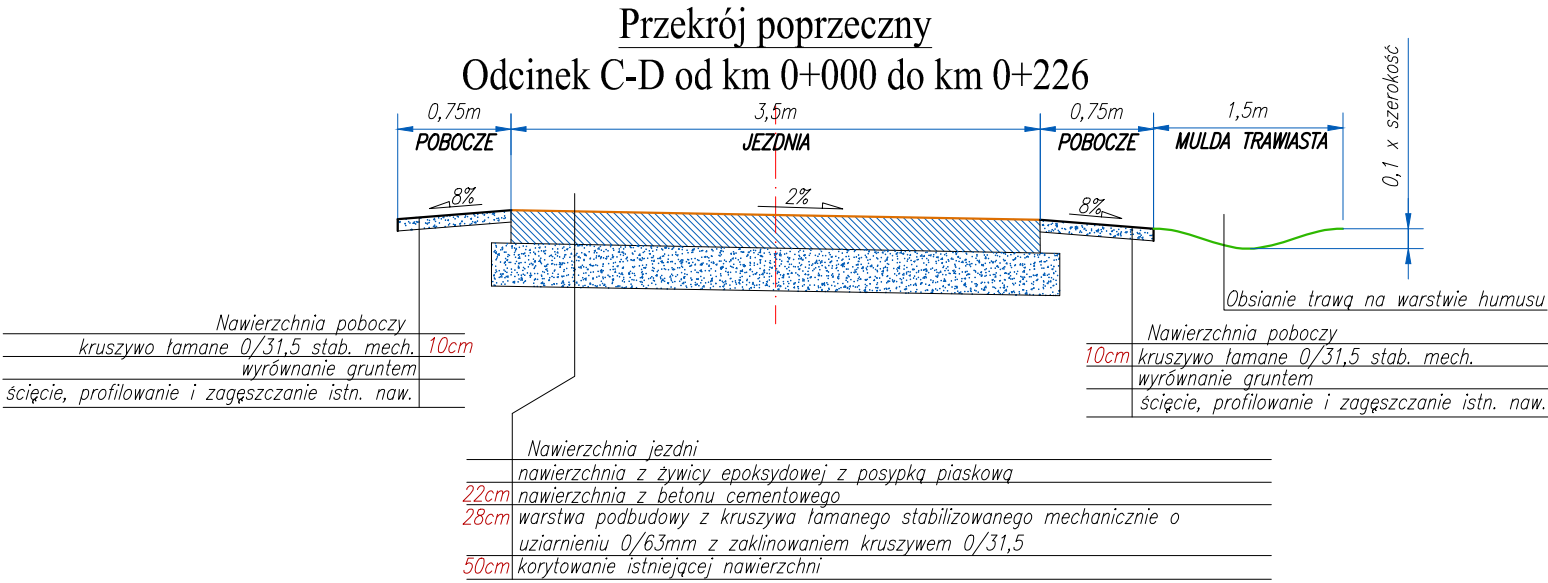 Przekrój poprzeczny
Odcinek C-D od km 0+000 do km 0+226
0,75m 3,5m 0,75m 1,5m
POBOCZE JEZDNIA POBOCZE MULDA TRAWIASTA
0,1 x szerokość
8% 2% 8%
Obsianie trawą na warstwie humusu
Nawierzchnia poboczy
kruszywo łamane 0/31,5 stab. mech. 10cm
wyrównanie gruntem
ścięcie, profilowanie i zagęszczanie istn. naw.
Nawierzchnia poboczy
10cm kruszywo łamane 0/31,5 stab. mech.
wyrównanie gruntem
ścięcie, profilowanie i zagęszczanie istn. naw.
Nawierzchnia jezdni
nawierzchnia z żywicy epoksydowej z posypką piaskową
22cm nawierzchnia z betonu cementowego
28cm warstwa podbudowy z kruszywa łamanego stabilizowanego mechanicznie o
uziarnieniu 0/63mm z zaklinowaniem kruszywem 0/31,5
50cm korytowanie istniejącej nawierzchni